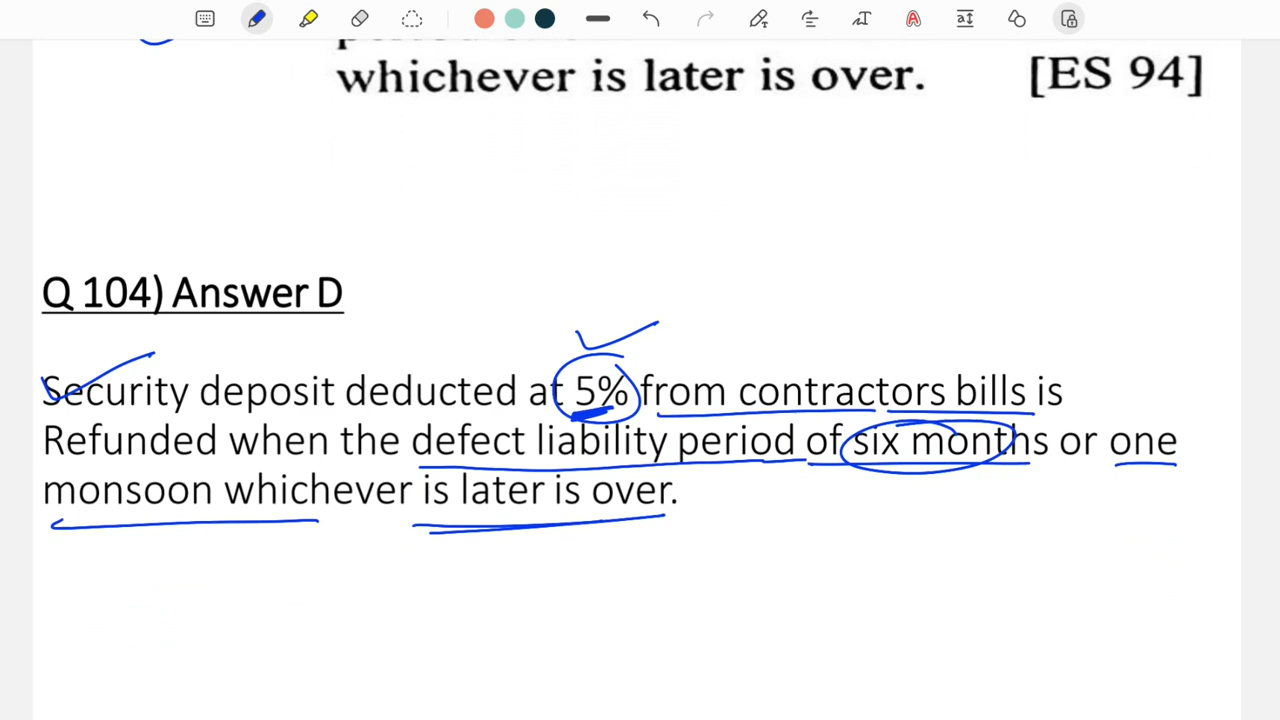 whichever is later is over. [ES 94]
Q 104) Answer D
Security deposit deducted at 5% from contractors bills is
Refunded when the defect liability period of six months or one
monsoon whichever is later is over.